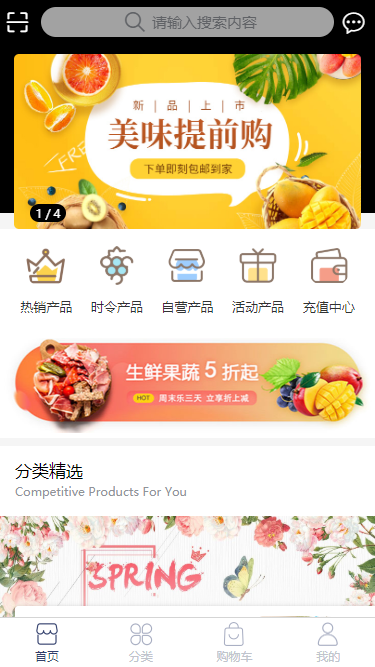 请输入搜索内容
新|品|上|市
美味提前购
下单即刻包邮到家
FRE
1 / 4
热销产品 时令产品 自营产品 活动产品 充值中心
生鲜果蔬 5 折起
HOT 周末乐三天 立享折上减
分类精选
Competitive Products For You
SPRING
首页 分类 购物车 我的